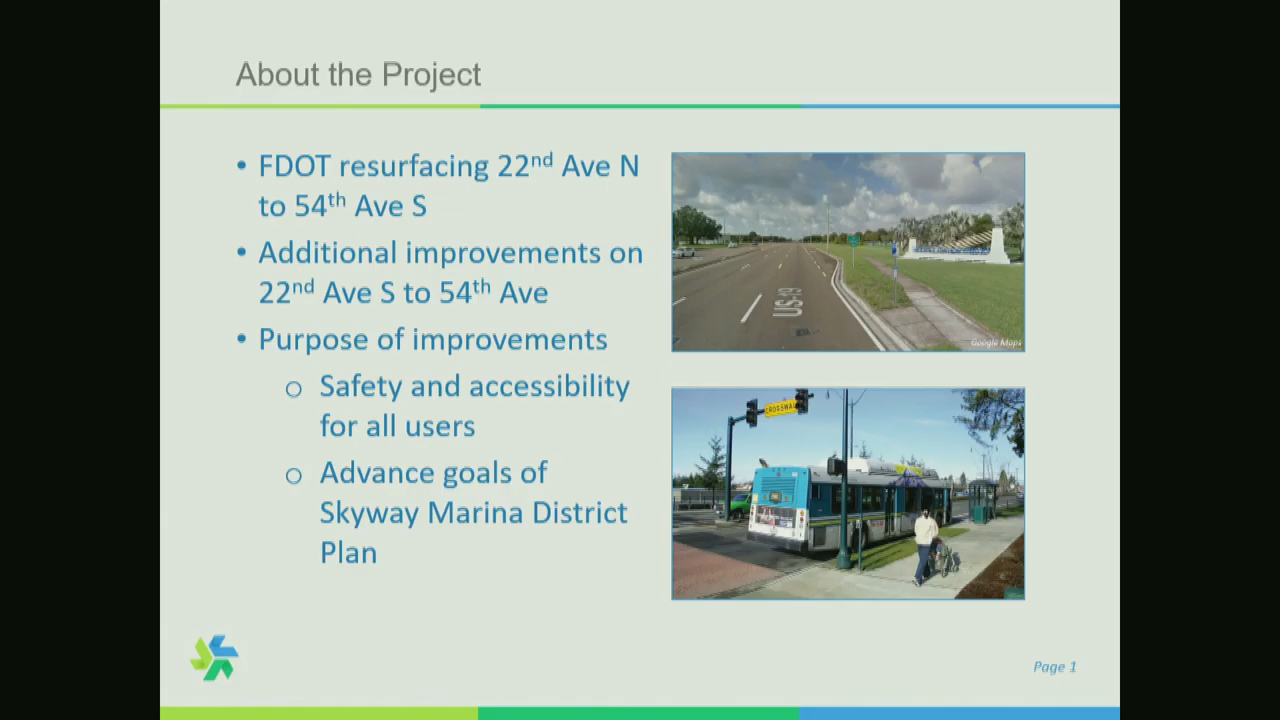 About the Project
• FDOT resurfacing 22nd Ave N
to 54th Ave S
• Additional improvements on
22nd Ave S to 54th Ave
• Purpose of improvements
o Safety and accessibility
for all users
o Advance goals of
Skyway Marina District
Plan
US-19
Google Maps
CROSSWALK
Page 1